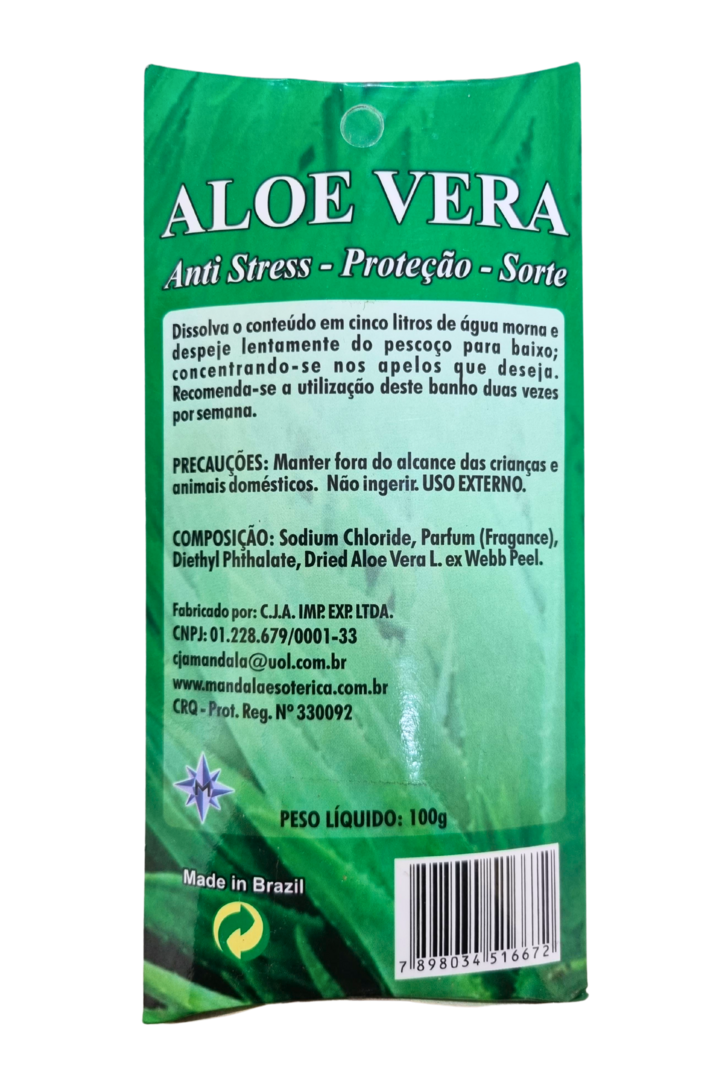 ALOE VERA
Anti Stress - Proteção - Sorte
Dissolva o conteúdo em cinco litros de água morna e
despeje lentamente do pescoço para baixo;
concentrando-se nos apelos que deseja.
Recomenda-se a utilização deste banho duas vezes
por semana.
PRECAUÇÕES: Manter fora do alcance das crianças e
animais domésticos. Não ingerir. USO EXTERNO.
COMPOSIÇÃO: Sodium Chloride, Parfum (Fragance),
Diethyl Phthalate, Dried Aloe Vera L. ex Webb Peel.
Fabricado por: C.J.A. IMP. EXP. LTDA.
CNPJ: 01.228.679/0001-33
cjamandala@uol.com.br
www.mandalaesoterica.com.br
CRQ - Prot. Reg. Nº 330092
M
PESO LÍQUIDO: 100g
Made in Brazil
7 898034 516672